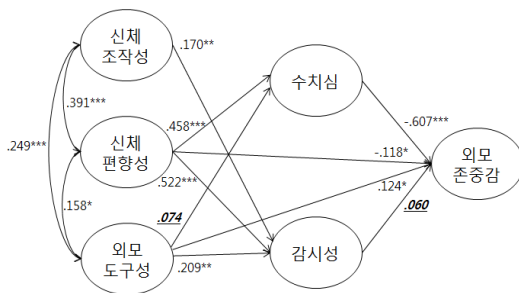 신체
조작성
.170**
수치심
.391***
.458***
-.607***
.249***
신체
편향성
-.118*
외모
존중감
.522***
.124*
.158*
.074
.060
외모
도구성
.209**
감시성